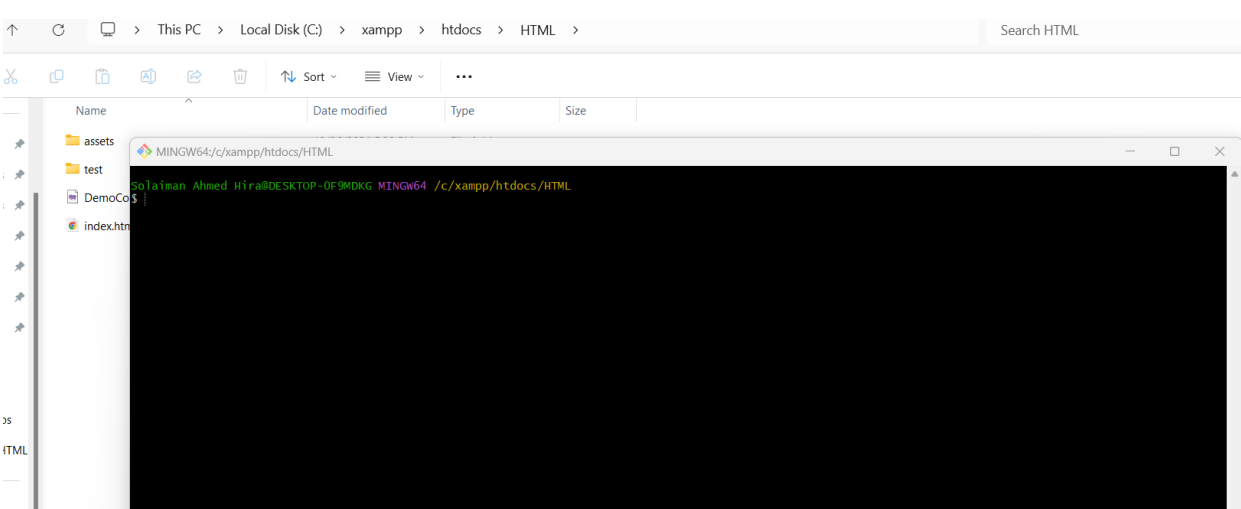 This PC > Local Disk (C:) > xampp > htdocs > HTML >
Search HTML
Sort
View
Name
Date modified
Type
Size
assets
MINGW64:/c/xampp/htdocs/HTML
test
Solaiman Ahmed Hira@DESKTOP-OF9MDKG MINGW64 /c/xampp/htdocs/HTML
DemoCo
$
index.htm
HTML